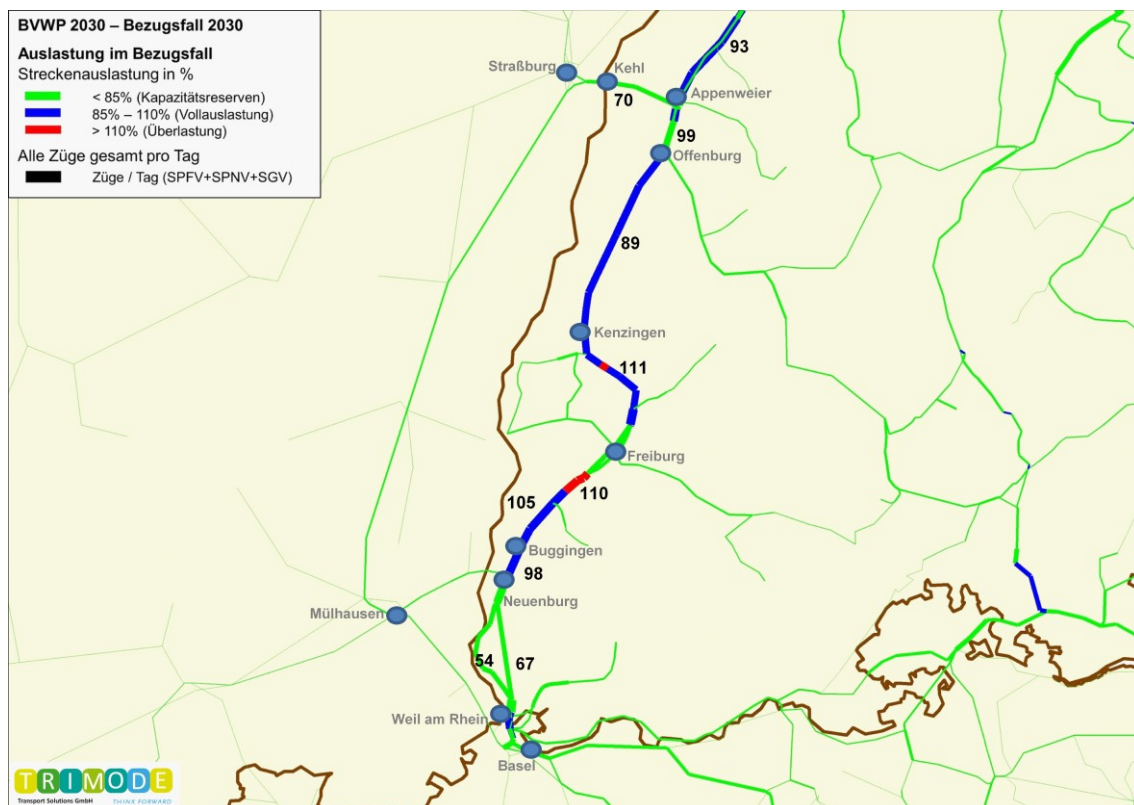 BVWP 2030 – Bezugsfall 2030
Auslastung im Bezugsfall
Streckenauslastung in %
< 85% (Kapazitätsreserven)
85% – 110% (Vollauslastung)
> 110% (Überlastung)
Alle Züge gesamt pro Tag
Züge / Tag (SPFV+SPNV+SGV)
93
Straßburg
Kehl
70
Appenweier
99
Offenburg
89
Kenzingen
111
Freiburg
110
105
Buggingen
98
Neuenburg
Mülhausen
54
67
Weil am Rhein
Basel
TRIMODE
Transport Solutions GmbH THINK FORWARD